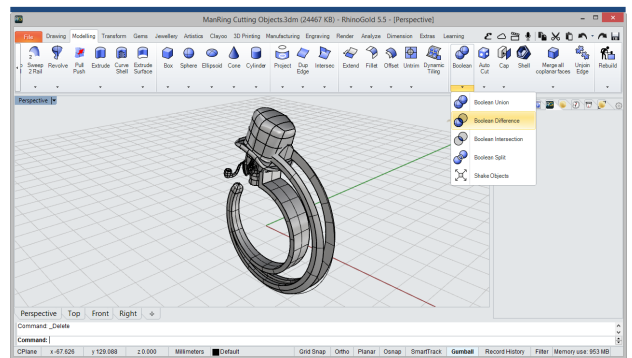 ManRing Cutting Objects.3dm (24467 KB) - RhinoGold 5.5 - [Perspective]
File Drawing Modelling Transform Gems Jewellery Artistics Clayoo 3D Printing Manufacturing Engraving Render Analyze Dimension Extras Learning
Sweep 2 Rail Revolve Pull Push Extrude Curve Shell Extrude Surface Box Sphere Ellipsoid Cone Cylinder Project Dup Edge Intersec Extend Fillet Offset Untrim Dynamic Tiling Boolean Auto Cut Cap Shell Merge all coplanar faces Unjoin Edge Rebuild
Perspective
Boolean Union
Boolean Difference
Boolean Intersection
Boolean Split
Shake Objects
Perspective Top Front Right
Command: _Delete
Command:
CPlane x -67.626 y 129.088 z 0.000 Millimeters Default Grid Snap Ortho Planar Osnap SmartTrack Gumball Record History Filter Memory use: 953 MB